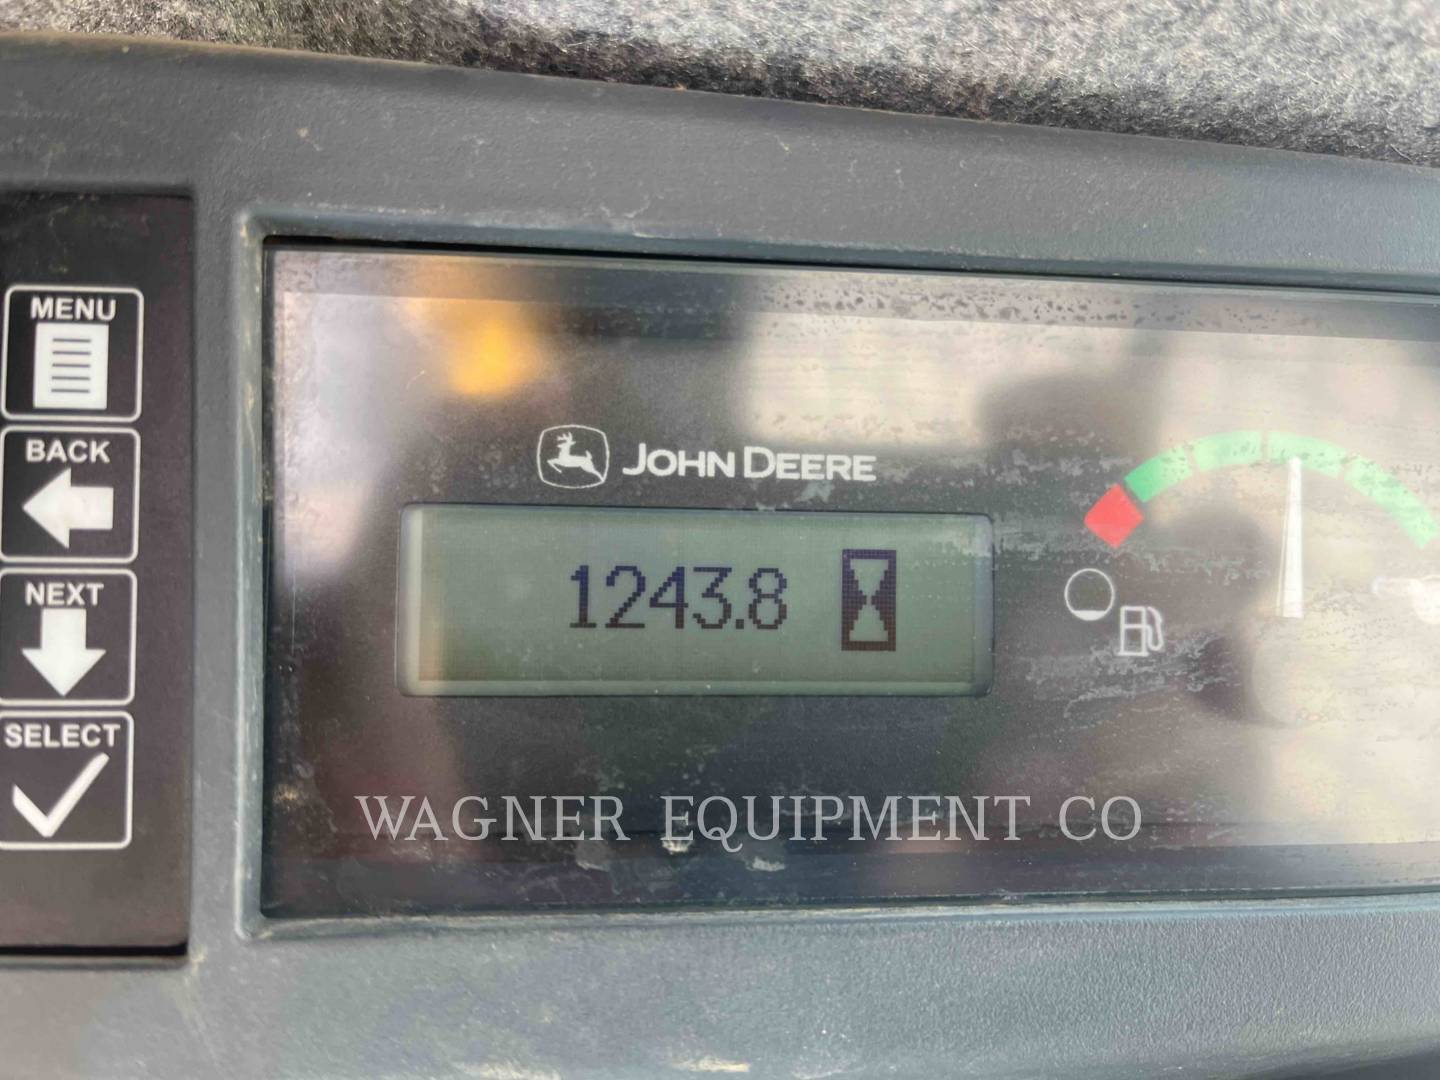 MENU
BACK
NEXT
SELECT
JOHN DEERE
1243.8
WAGNER EQUIPMENT CO